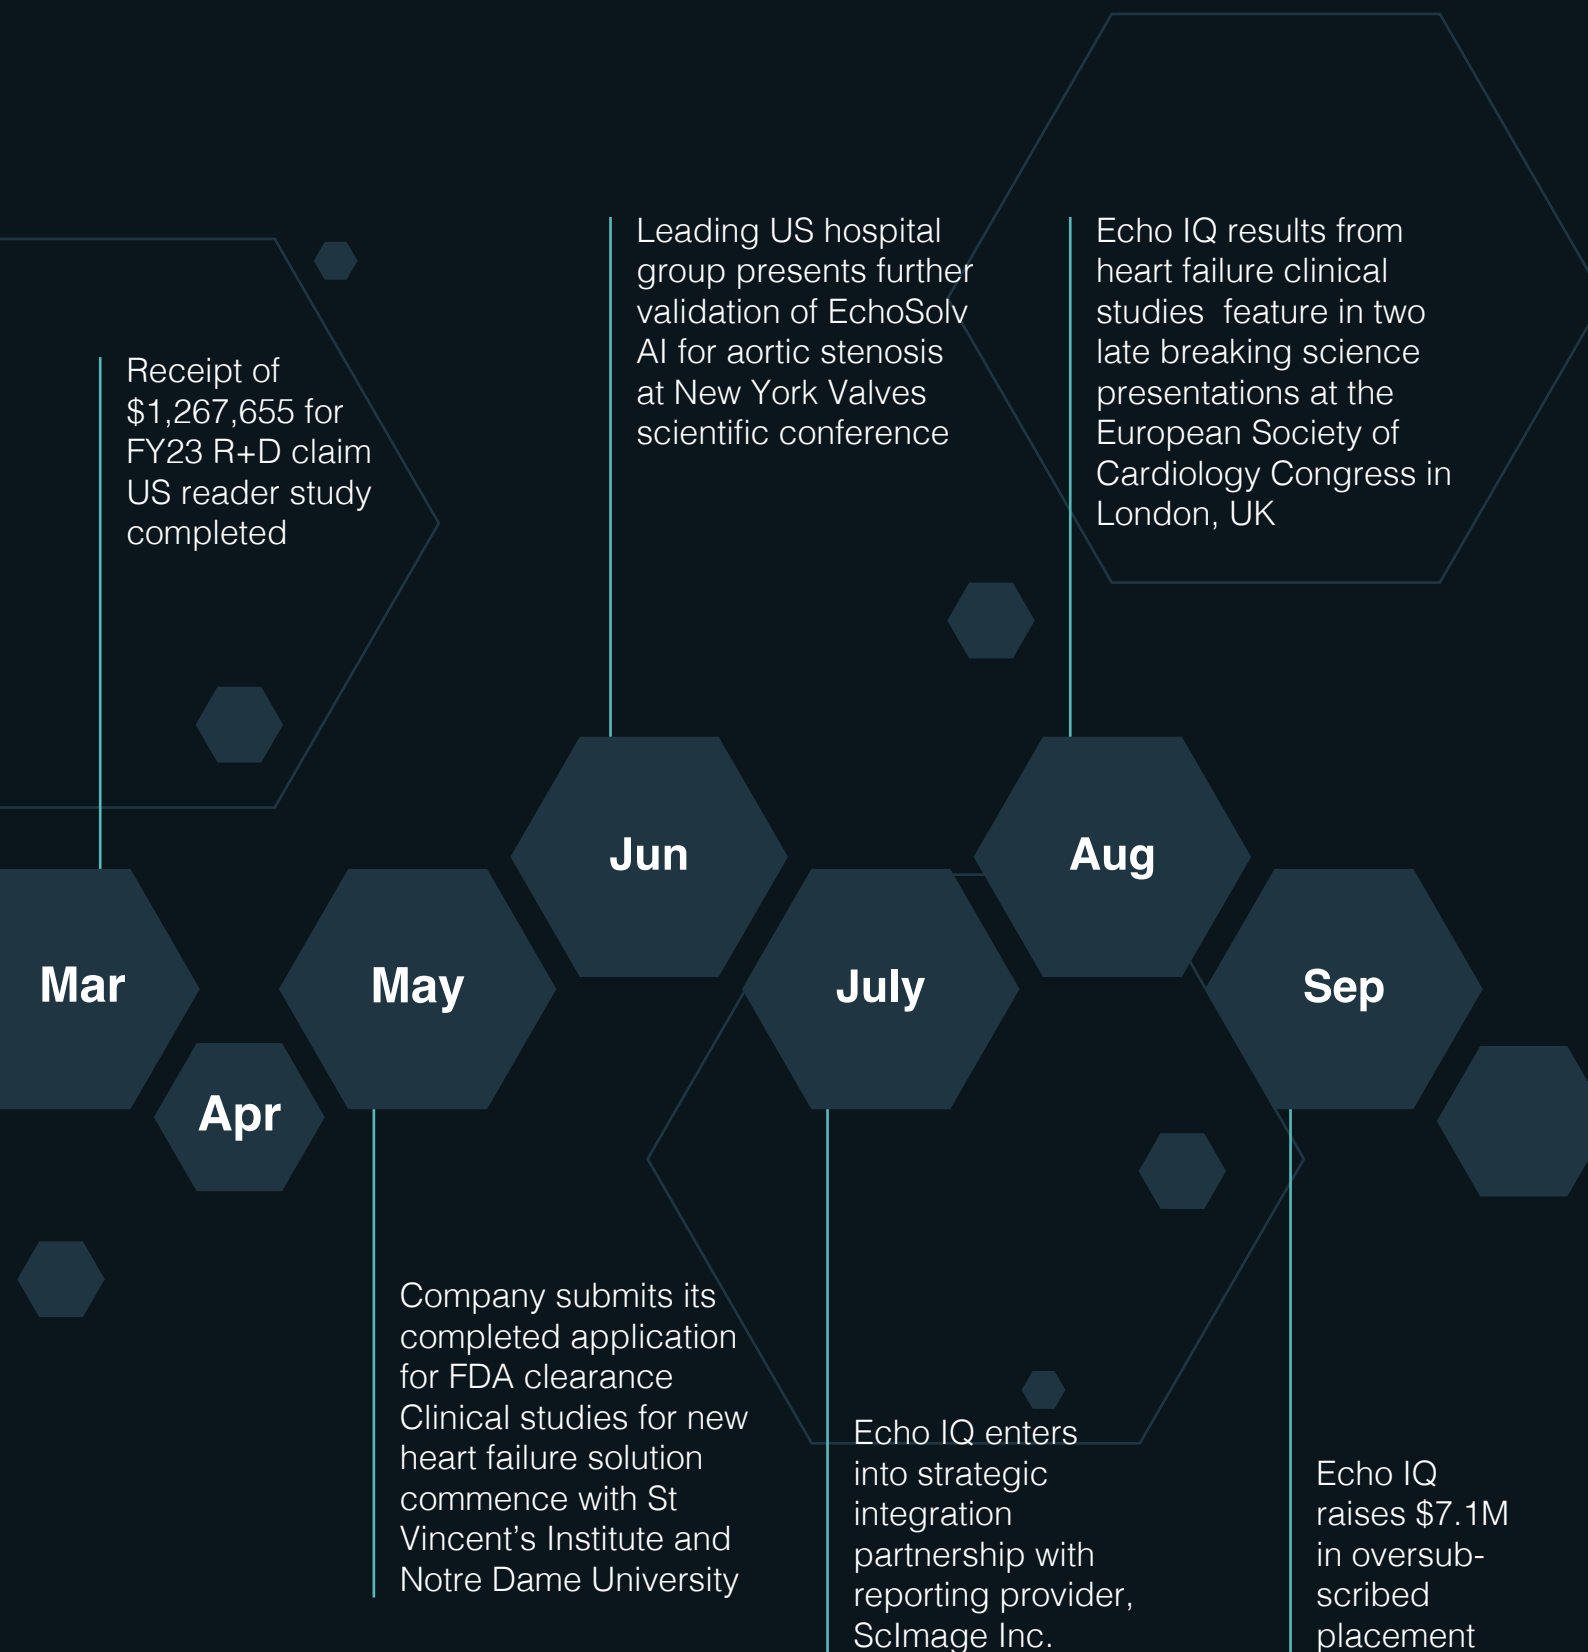 Receipt of
$1,267,655 for
FY23 R+D claim
US reader study
completed
Leading US hospital
group presents further
validation of EchoSolv
AI for aortic stenosis
at New York Valves
scientific conference
Echo IQ results from
heart failure clinical
studies  feature in two
late breaking science
presentations at the
European Society of
Cardiology Congress in
London, UK
Mar
Apr
May
Jun
July
Aug
Sep
Company submits its
completed application
for FDA clearance
Clinical studies for new
heart failure solution
commence with St
Vincent’s Institute and
Notre Dame University
Echo IQ enters
into strategic
integration
partnership with
reporting provider,
ScImage Inc.
Echo IQ
raises $7.1M
in oversub-
scribed
placement